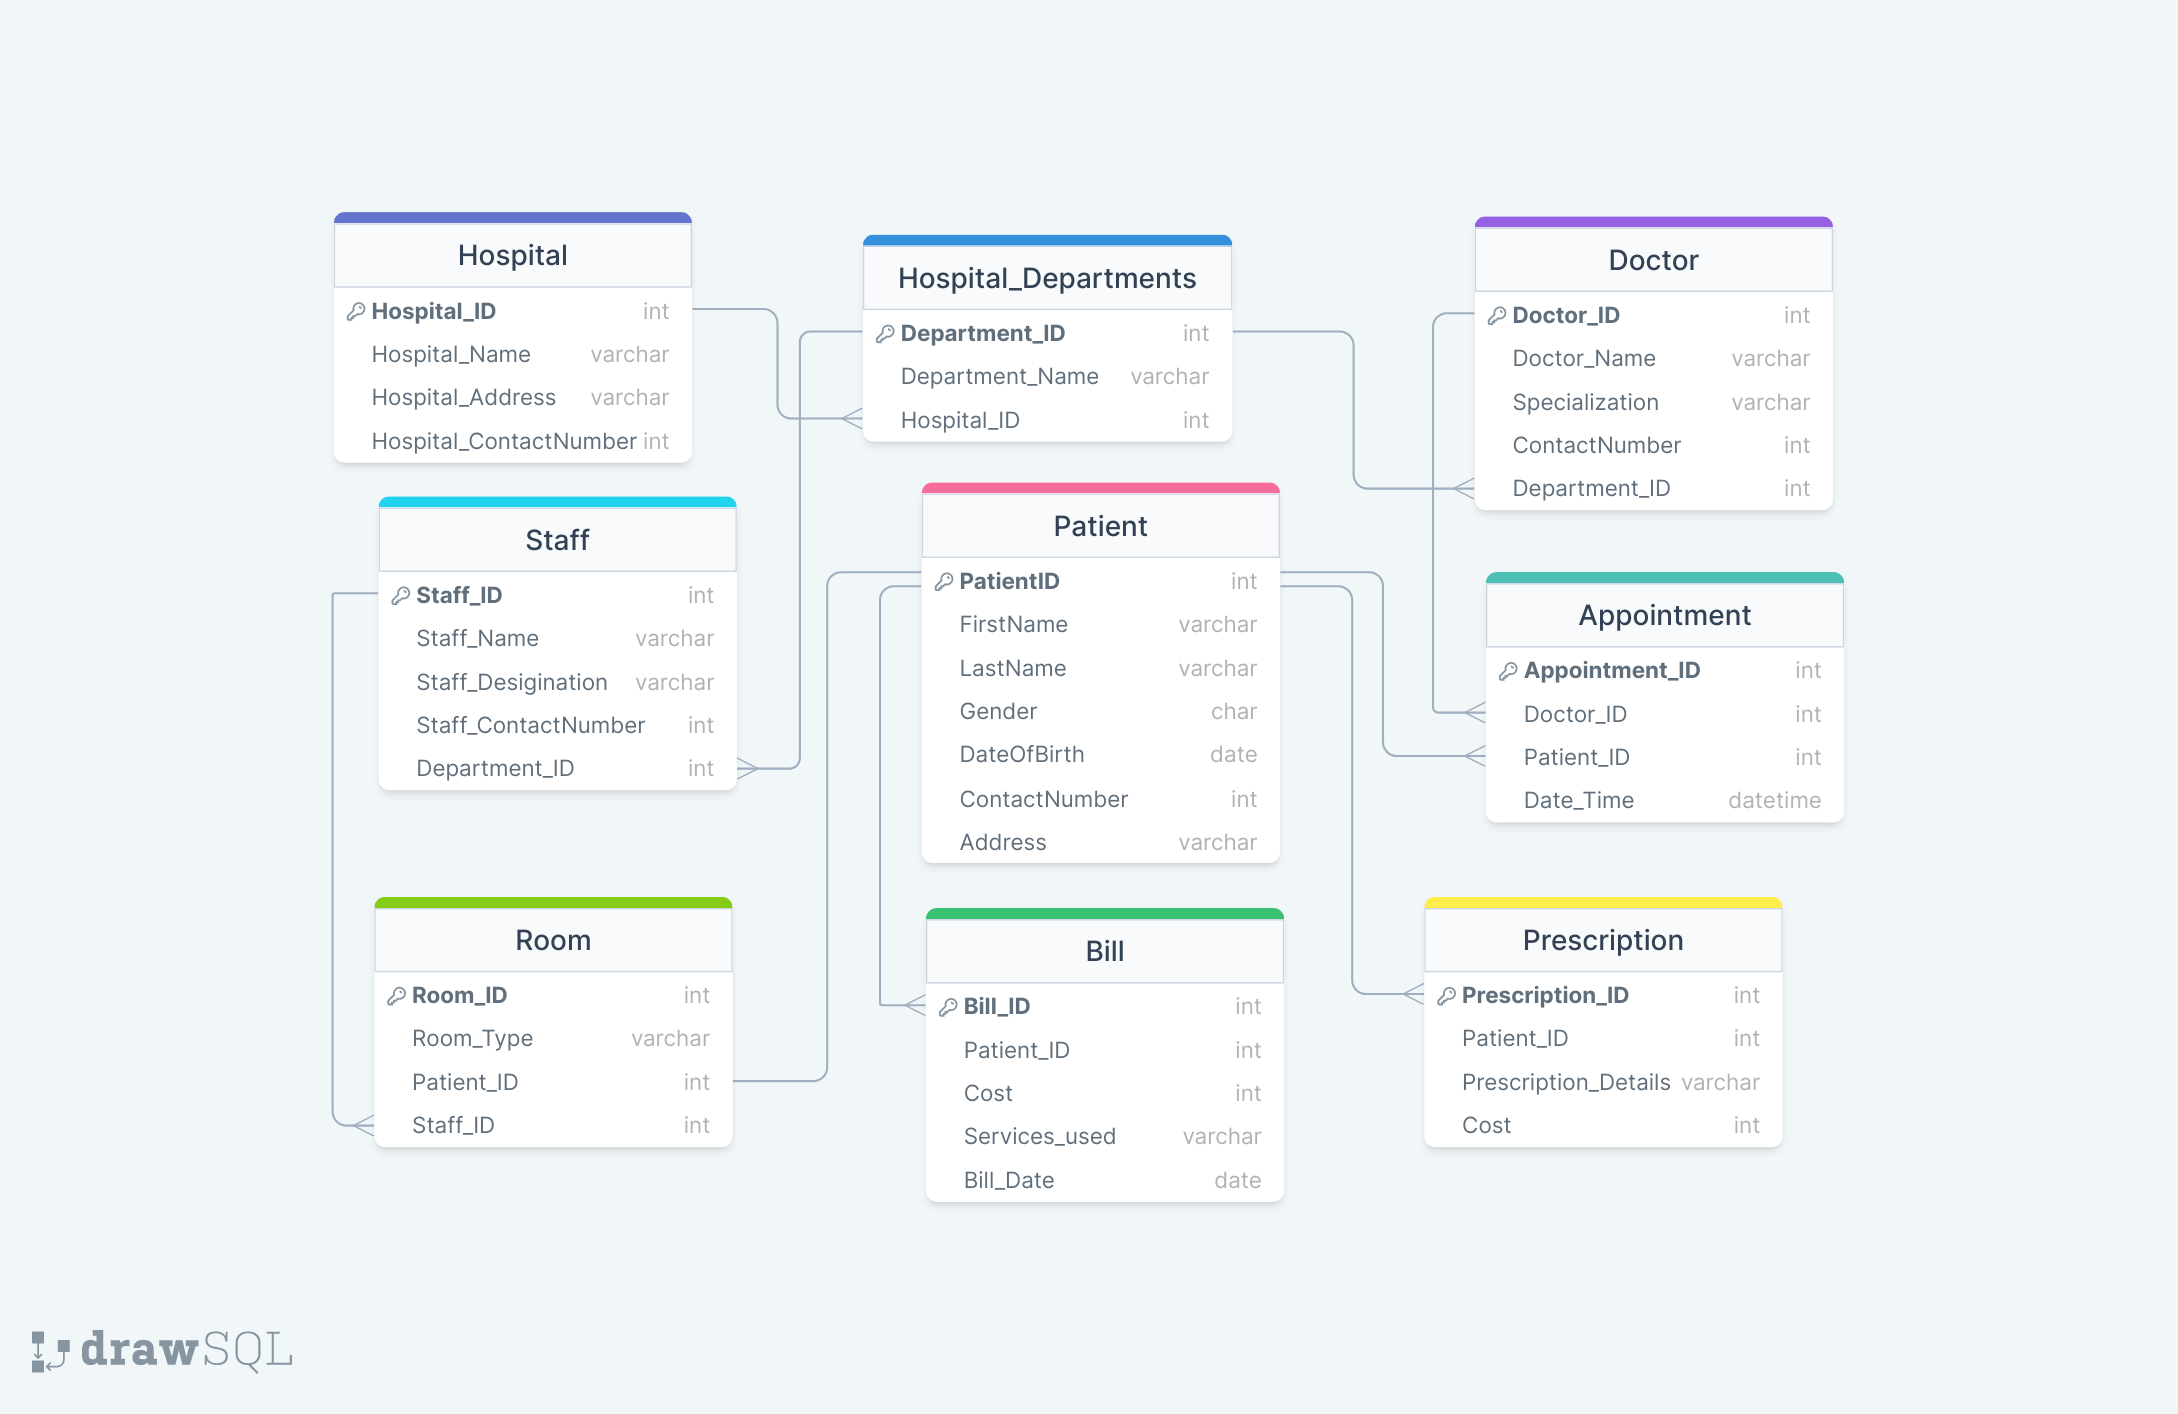 Hospital
Hospital_ID int
Hospital_Name varchar
Hospital_Address varchar
Hospital_ContactNumber int
Hospital_Departments
Department_ID int
Department_Name varchar
Hospital_ID int
Doctor
Doctor_ID int
Doctor_Name varchar
Specialization varchar
ContactNumber int
Department_ID int
Staff
Staff_ID int
Staff_Name varchar
Staff_Desigination varchar
Staff_ContactNumber int
Department_ID int
Patient
PatientID int
FirstName varchar
LastName varchar
Gender char
DateOfBirth date
ContactNumber int
Address varchar
Appointment
Appointment_ID int
Doctor_ID int
Patient_ID int
Date_Time datetime
Room
Room_ID int
Room_Type varchar
Patient_ID int
Staff_ID int
Bill
Bill_ID int
Patient_ID int
Cost int
Services_used varchar
Bill_Date date
Prescription
Prescription_ID int
Patient_ID int
Prescription_Details varchar
Cost int
drawSQL